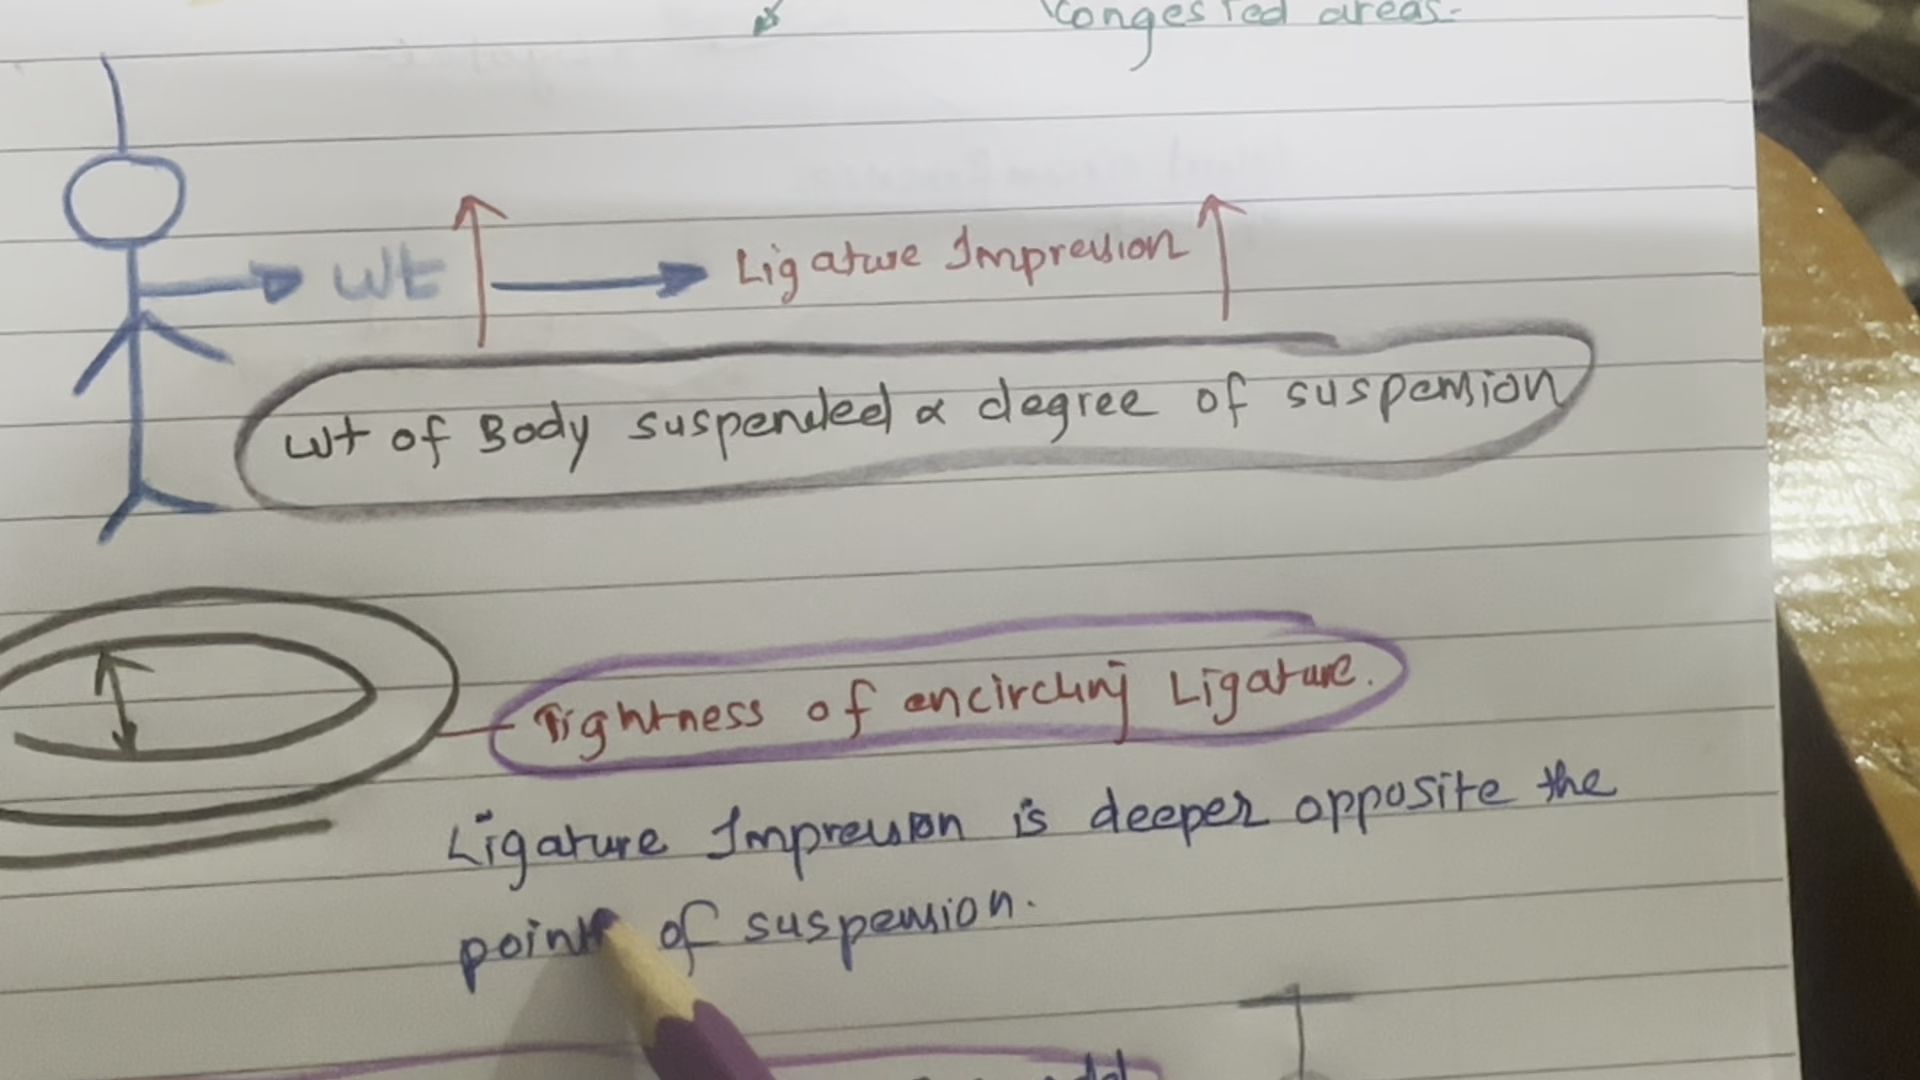 congested areas.
wt ↑ → Ligature Impression ↑
wt of Body suspended α degree of suspension
Tightness of encircling Ligature.
Ligature Impression is deeper opposite the
point of suspension.